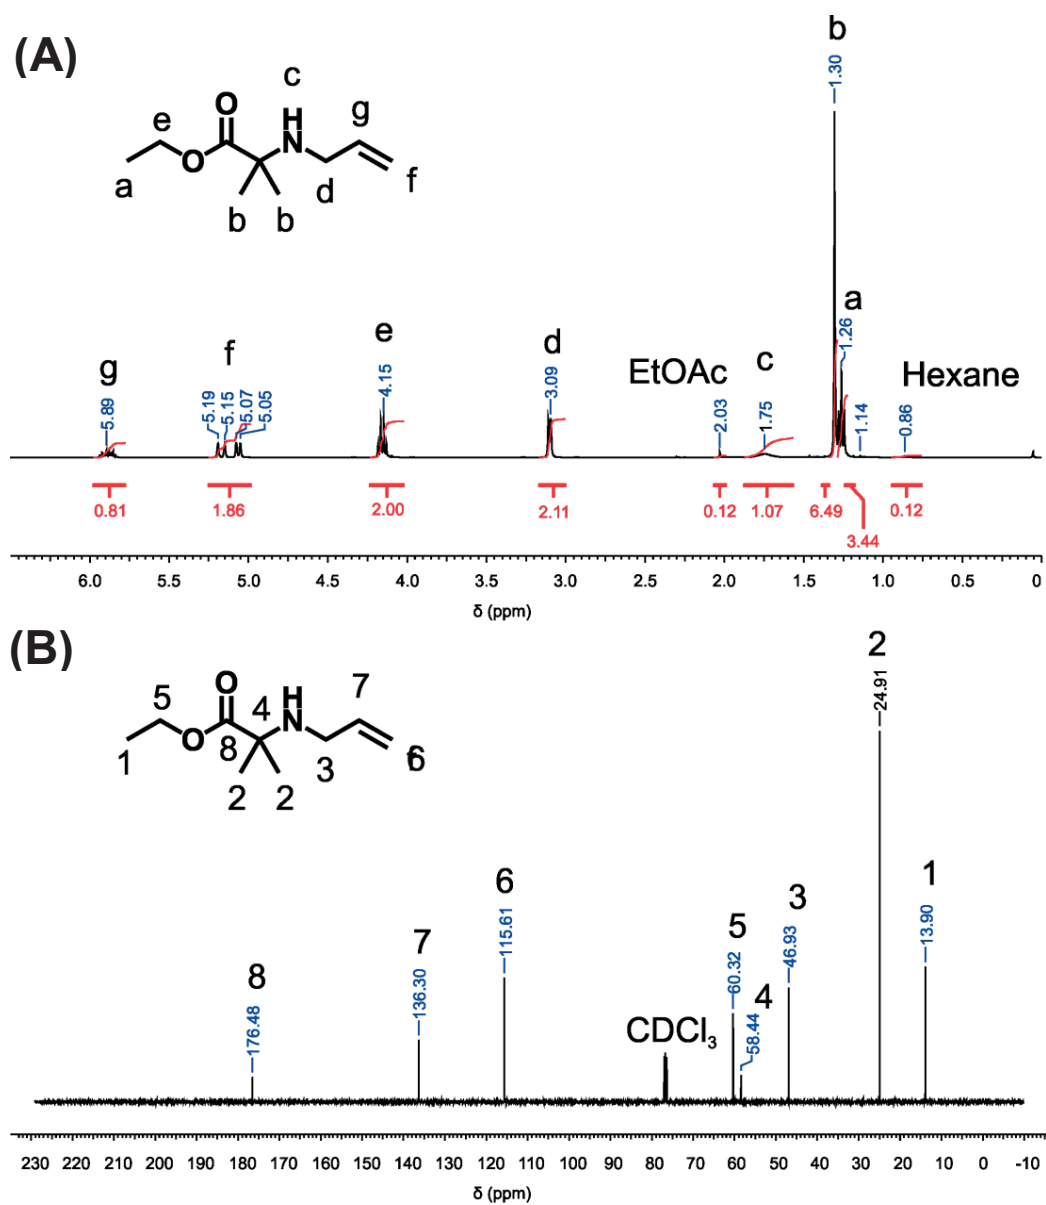 (A)
b
1.30
c
g
e
O
H
N
O
a
d
f
b b
a
1.26
e
4.15
d
3.09
EtOAc
c
Hexane
g
f
5.89
5.19
5.15
5.07
5.05
2.03
1.75
1.14
0.86
0.81 1.86 2.00 2.11 0.12 1.07 6.49 0.12
3.44
6.0 5.5 5.0 4.5 4.0 3.5 3.0 2.5 2.0 1.5 1.0 0.5 0
δ (ppm)
(B)
2
24.91
5
O
4
H
N
7
O
1
8
3
6
2 2
6
115.61
1
13.90
3
46.93
5
60.32
7
136.30
8
176.48
4
58.44
CDCl₃
230 220 210 200 190 180 170 160 150 140 130 120 110 100 90 80 70 60 50 40 30 20 10 0 -10
δ (ppm)